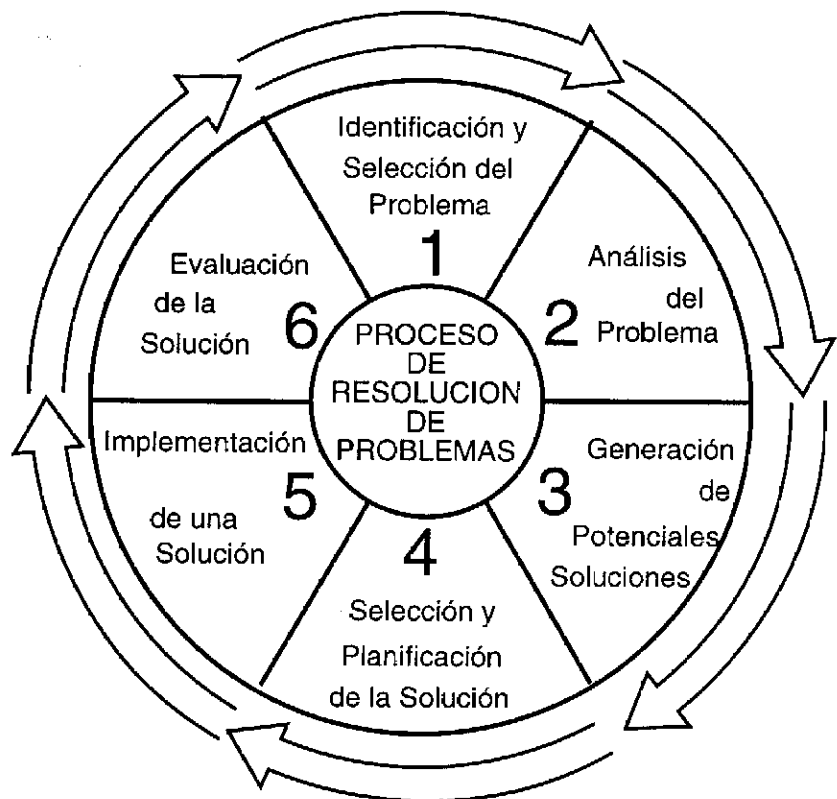 Identificación y
Selección del
Problema
1
Análisis
del
Problema
2
Generación
de
Potenciales
Soluciones
3
4
Selección y
Planificación
de la Solución
Implementación
de una
Solución
5
Evaluación
de la
Solución
6
PROCESO
DE
RESOLUCION
DE
PROBLEMAS